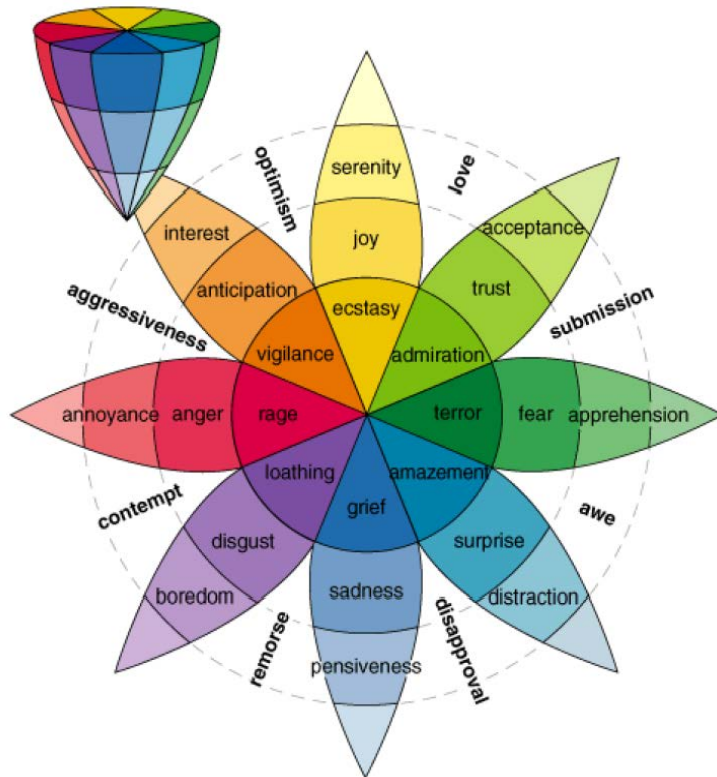 optimism
serenity
love
interest
joy
acceptance
anticipation
trust
aggressiveness
ecstasy
submission
vigilance
admiration
annoyance
anger
rage
terror
fear
apprehension
loathing
amazement
contempt
grief
awe
disgust
surprise
boredom
sadness
distraction
remorse
disapproval
pensiveness